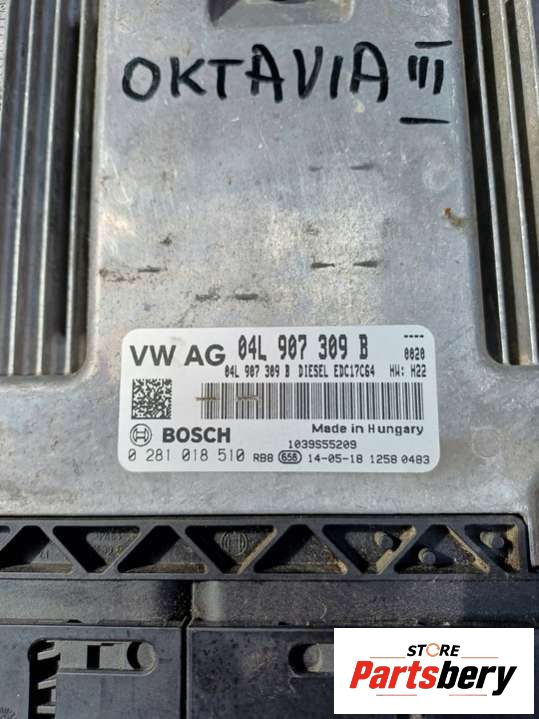 OKTAVIA III
VW AG 04L 907 309 B ----
04L 907 309 B DIESEL EDC17C64 HW: H22 0020
BOSCH Made in Hungary
1039S55209
0 281 018 510 RB8 656 14-05-18 1258 0483
STORE
Partsbery